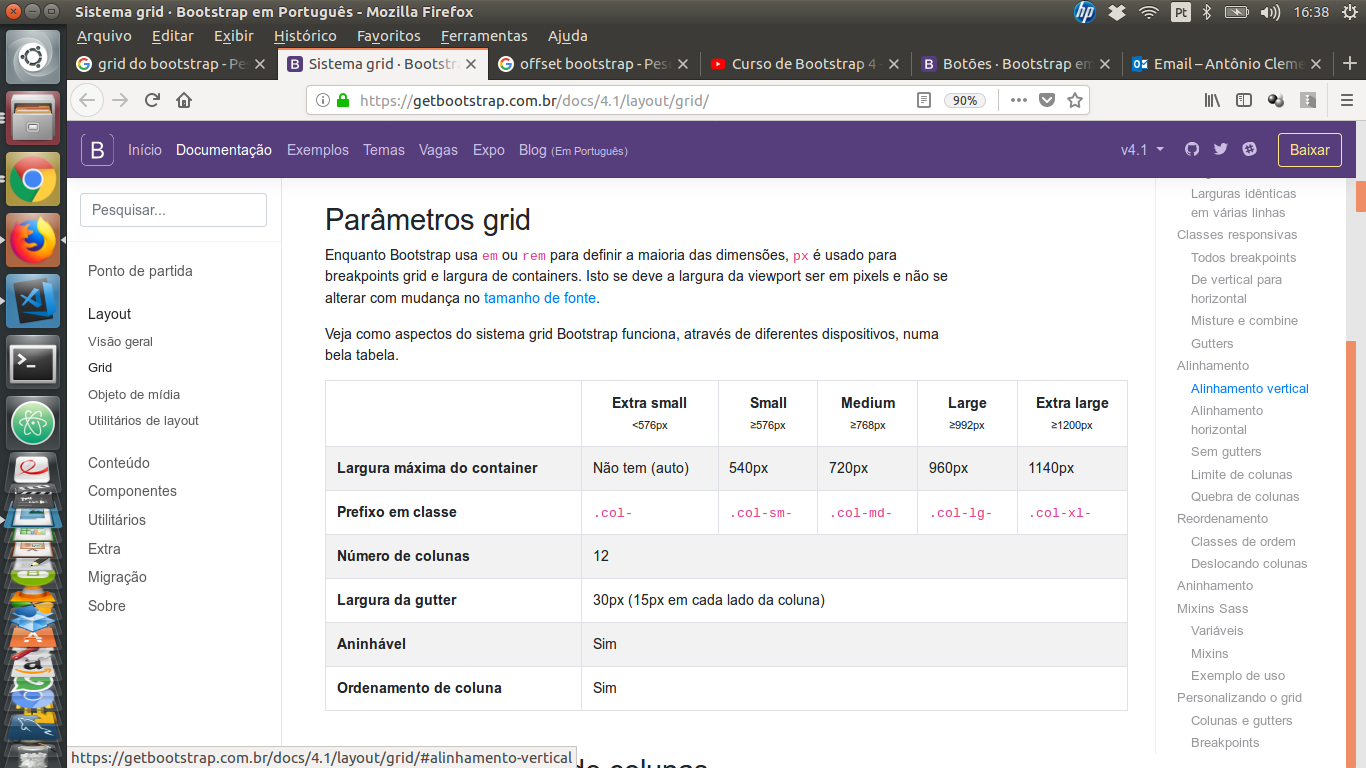 Sistema grid · Bootstrap em Português - Mozilla Firefox
hp
Pt
16:38
Arquivo Editar Exibir Histórico Favoritos Ferramentas Ajuda
grid do bootstrap - Pes
Sistema grid · Bootstra
offset bootstrap - Pesq
Curso de Bootstrap 4 -
Botões · Bootstrap em
Email – Antônio Cleme
https://getbootstrap.com.br/docs/4.1/layout/grid/
90%
B Início Documentação Exemplos Temas Vagas Expo Blog (Em Português) v4.1 Baixar
Pesquisar...
Ponto de partida
Layout
Visão geral
Grid
Objeto de mídia
Utilitários de layout
Conteúdo
Componentes
Utilitários
Extra
Migração
Sobre
Parâmetros grid
Enquanto Bootstrap usa em ou rem para definir a maioria das dimensões, px é usado para
breakpoints grid e largura de containers. Isto se deve a largura da viewport ser em pixels e não se
alterar com mudança no tamanho de fonte.
Veja como aspectos do sistema grid Bootstrap funciona, através de diferentes dispositivos, numa
bela tabela.
Extra small Small Medium Large Extra large
<576px ≥576px ≥768px ≥992px ≥1200px
Largura máxima do container Não tem (auto) 540px 720px 960px 1140px
Prefixo em classe .col- .col-sm- .col-md- .col-lg- .col-xl-
Número de colunas 12
Largura da gutter 30px (15px em cada lado da coluna)
Aninhável Sim
Ordenamento de coluna Sim
Larguras idênticas
em várias linhas
Classes responsivas
Todos breakpoints
De vertical para
horizontal
Misture e combine
Gutters
Alinhamento
Alinhamento vertical
Alinhamento
horizontal
Sem gutters
Limite de colunas
Quebra de colunas
Reordenamento
Classes de ordem
Deslocando colunas
Aninhamento
Mixins Sass
Variáveis
Mixins
Exemplo de uso
Personalizando o grid
Colunas e gutters
Breakpoints
https://getbootstrap.com.br/docs/4.1/layout/grid/#alinhamento-vertical